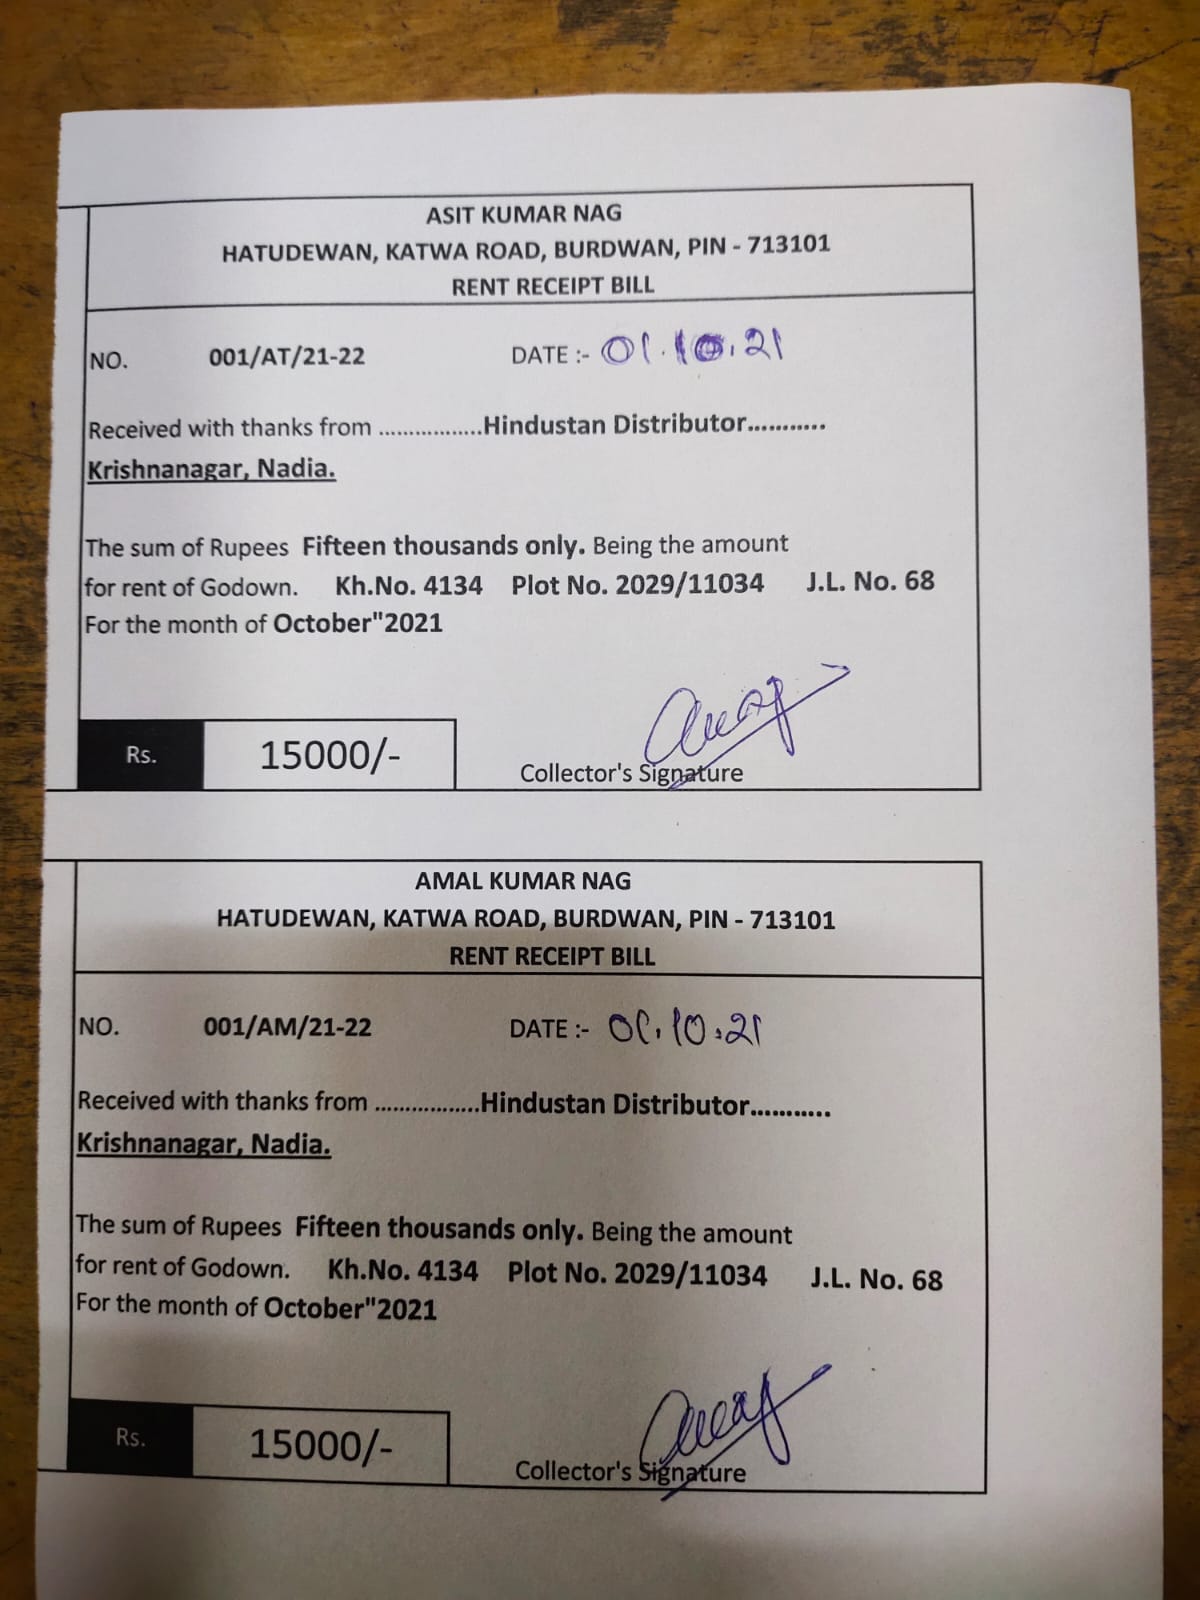 ASIT KUMAR NAG
HATUDEWAN, KATWA ROAD, BURDWAN, PIN - 713101
RENT RECEIPT BILL
NO. 001/AT/21-22 DATE :- 01.10.21
Received with thanks from .................Hindustan Distributor...........
Krishnanagar, Nadia.
The sum of Rupees Fifteen thousands only. Being the amount
for rent of Godown. Kh.No. 4134 Plot No. 2029/11034 J.L. No. 68
For the month of October"2021
Rs. 15000/-
Collector's Signature
AMAL KUMAR NAG
HATUDEWAN, KATWA ROAD, BURDWAN, PIN - 713101
RENT RECEIPT BILL
NO. 001/AM/21-22 DATE :- 01.10.21
Received with thanks from .................Hindustan Distributor...........
Krishnanagar, Nadia.
The sum of Rupees Fifteen thousands only. Being the amount
for rent of Godown. Kh.No. 4134 Plot No. 2029/11034 J.L. No. 68
For the month of October"2021
Rs. 15000/-
Collector's Signature